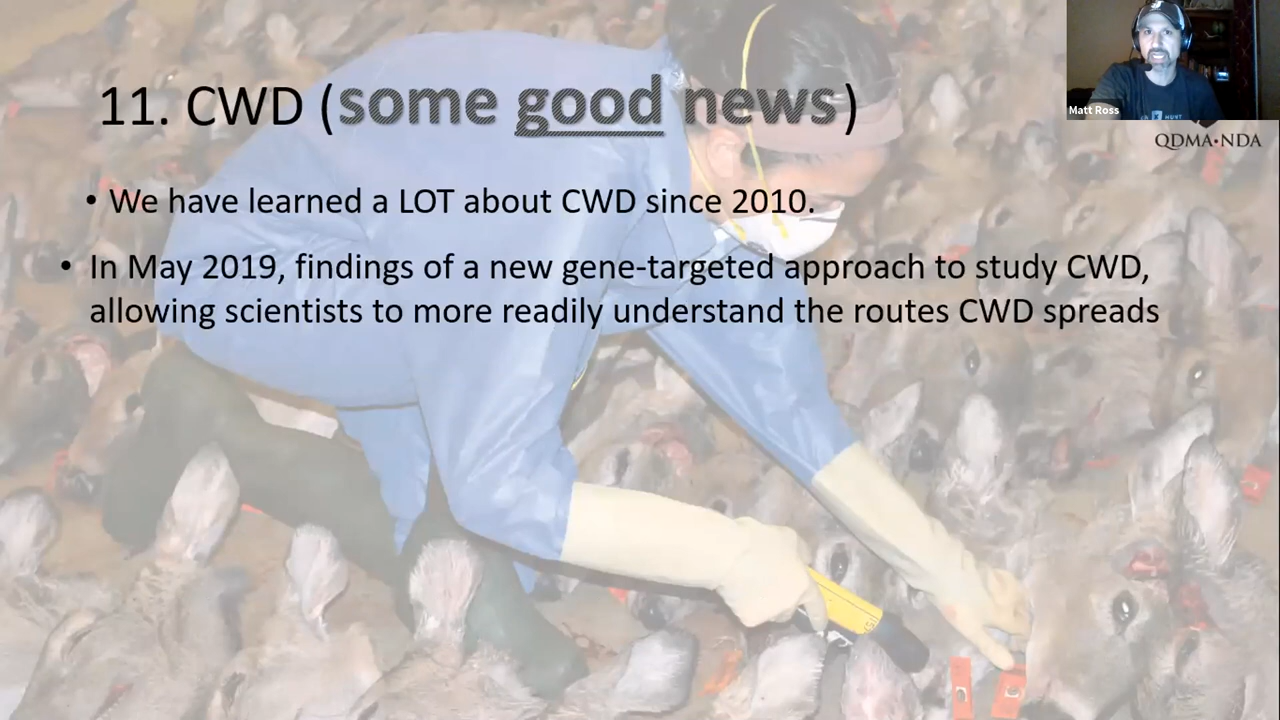 11. CWD (some good news)
Matt Ross
QDMA•NDA
• We have learned a LOT about CWD since 2010.
• In May 2019, findings of a new gene-targeted approach to study CWD,
allowing scientists to more readily understand the routes CWD spreads